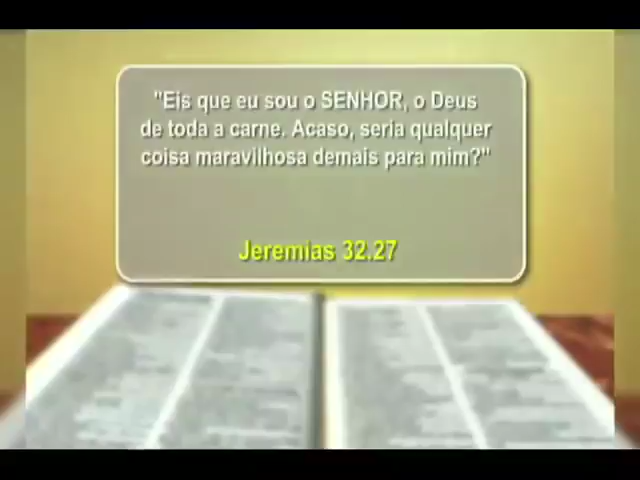 "Eis que eu sou o SENHOR, o Deus
de toda a carne. Acaso, seria qualquer
coisa maravilhosa demais para mim?"
Jeremias 32.27